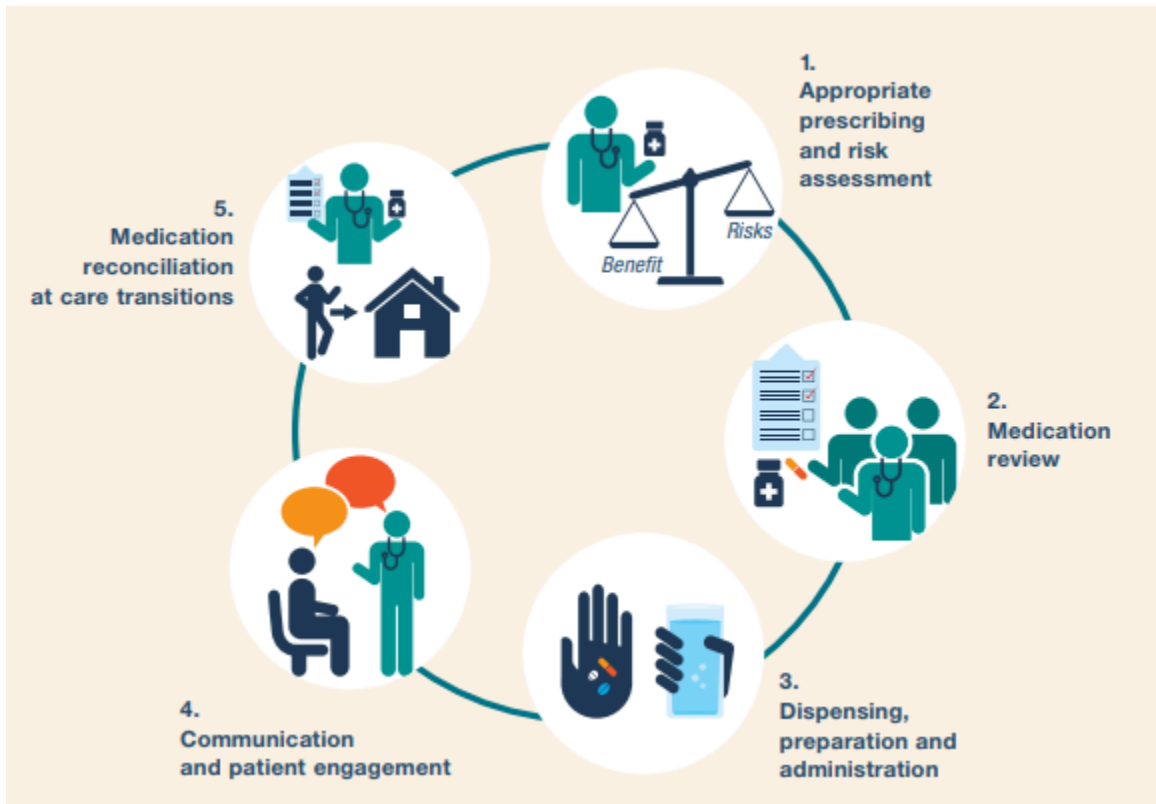 1.
Appropriate
prescribing
and risk
assessment
Benefit
Risks
2.
Medication
review
3.
Dispensing,
preparation and
administration
4.
Communication
and patient engagement
5.
Medication
reconciliation
at care transitions